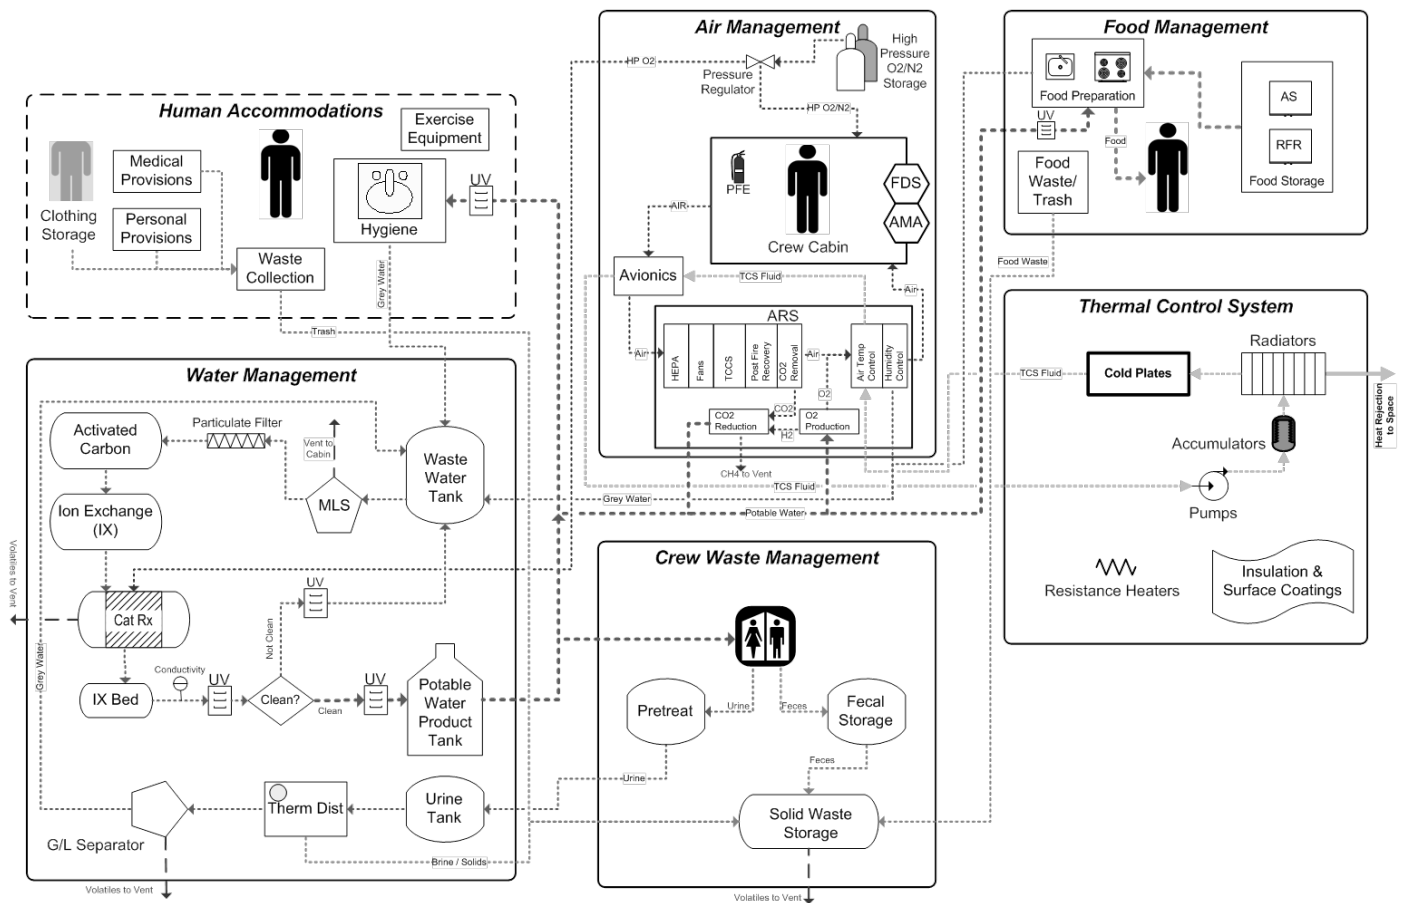 Air Management
HP O2
Pressure
Regulator
High
Pressure
O2/N2
Storage
HP O2/N2
PFE
FDS
AMA
Crew Cabin
AIR
Avionics
TCS Fluid
Air
ARS
Air
HEPA
Fans
TCCS
Post Fire
Recovery
CO2
Removal
Air
Air Temp
Control
Humidity
Control
O2
CO2
CO2
Reduction
H2
O2
Production
CH4 to Vent
TCS Fluid
Grey Water
Potable Water
Food Management
Food Preparation
UV
Food
AS
RFR
Food Storage
Food
Waste/
Trash
Food Waste
Human Accommodations
Exercise
Equipment
Medical
Provisions
Personal
Provisions
Clothing
Storage
UV
Hygiene
Waste
Collection
Grey Water
Trash
Thermal Control System
Radiators
TCS Fluid
Cold Plates
Heat Rejection
to Space
Accumulators
Pumps
Resistance Heaters
Insulation &
Surface Coatings
Water Management
Particulate Filter
Activated
Carbon
Vent to
Cabin
Waste
Water
Tank
MLS
Ion Exchange
(IX)
Volatiles to Vent
Cat Rx
UV
Not Clean
Grey Water
Conductivity
IX Bed
UV
Clean?
Clean
UV
Potable
Water
Product
Tank
Urine
Tank
Therm Dist
G/L Separator
Brine / Solids
Volatiles to Vent
Crew Waste Management
Urine
Feces
Pretreat
Fecal
Storage
Feces
Urine
Solid Waste
Storage
Volatiles to Vent